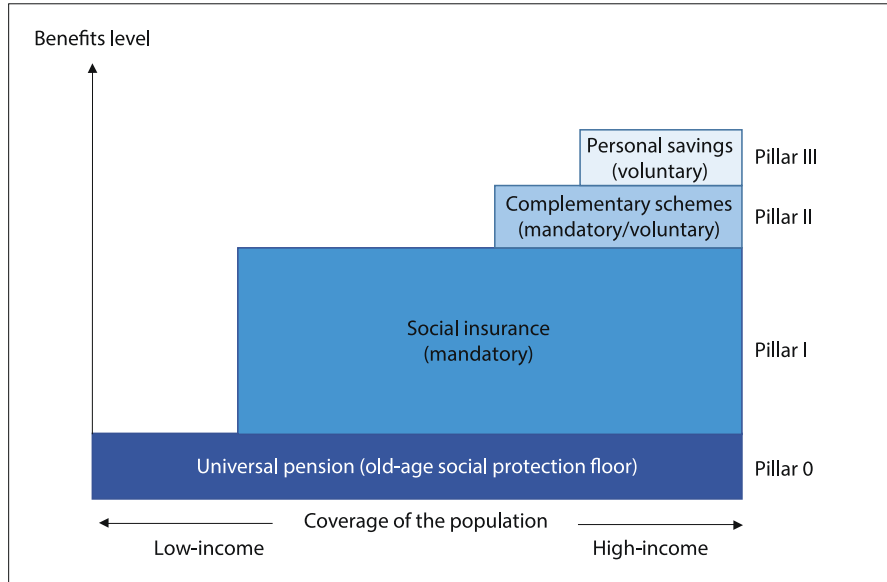 Benefits level
Personal savings
(voluntary)
Pillar III
Complementary schemes
(mandatory/voluntary)
Pillar II
Social insurance
(mandatory)
Pillar I
Universal pension (old-age social protection floor)
Pillar 0
Coverage of the population
Low-income
High-income